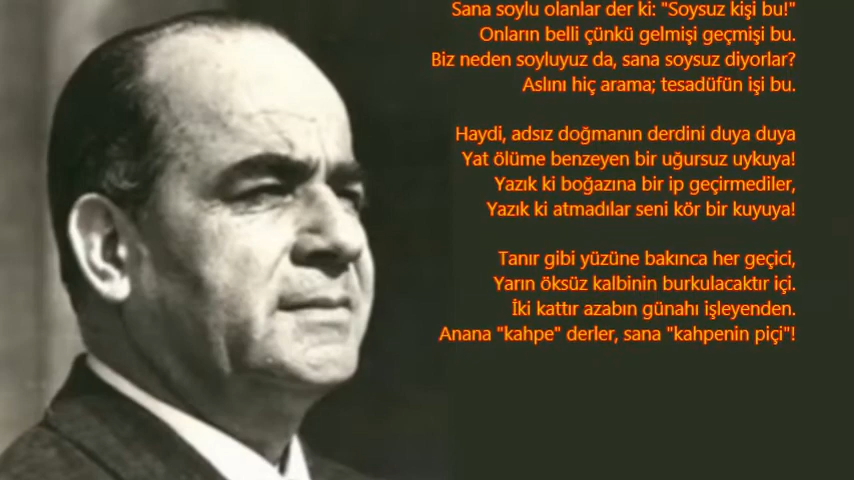 Sana soylu olanlar der ki: "Soysuz kişi bu!"
Onların belli çünkü gelmişi geçmişi bu.
Biz neden soyluyuz da, sana soysuz diyorlar?
Aslını hiç arama; tesadüfün işi bu.
Haydi, adsız doğmanın derdini duya duya
Yat ölüme benzeyen bir uğursuz uykuya!
Yazık ki boğazına bir ip geçirmediler,
Yazık ki atmadılar seni kör bir kuyuya!
Tanır gibi yüzüne bakınca her geçici,
Yarın öksüz kalbinin burkulacaktır içi.
İki kattır azabın günahı işleyenden.
Anana "kahpe" derler, sana "kahpenin piçi"!